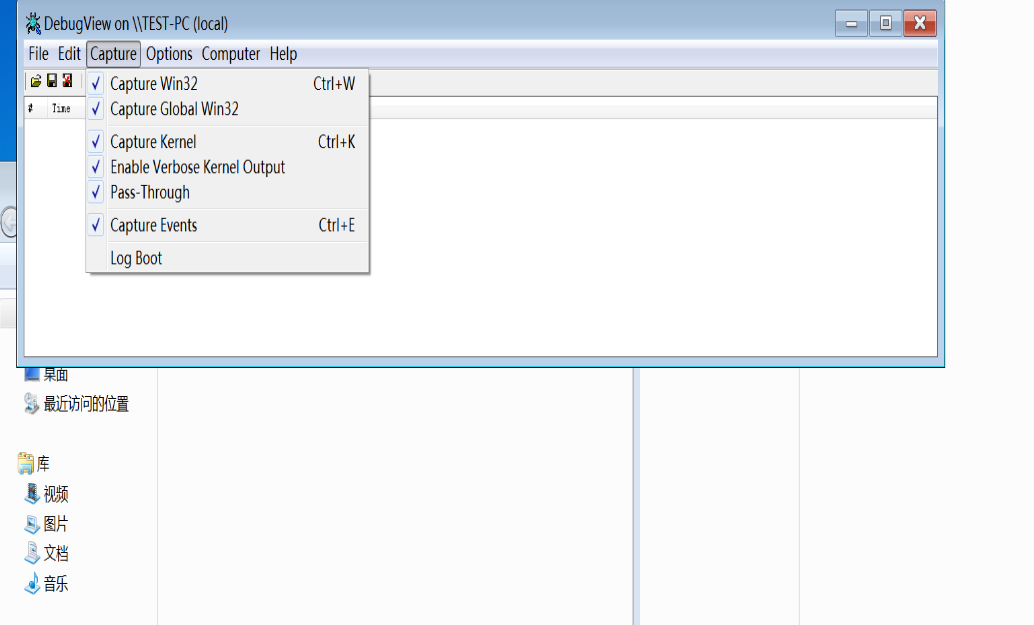 DebugView on \\TEST-PC (local)
File Edit Capture Options Computer Help
# Time
Capture Win32 Ctrl+W
Capture Global Win32
Capture Kernel Ctrl+K
Enable Verbose Kernel Output
Pass-Through
Capture Events Ctrl+E
Log Boot
桌面
最近访问的位置
库
视频
图片
文档
音乐